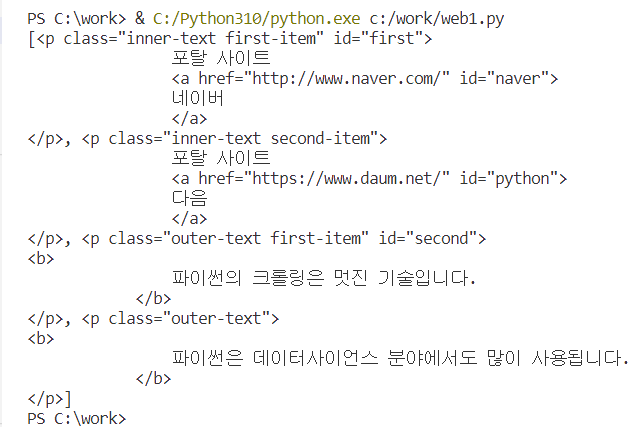 PS C:\work> & C:/Python310/python.exe c:/work/web1.py
[<p class="inner-text first-item" id="first">
                포탈 사이트
                <a href="http://www.naver.com/" id="naver">
                네이버
                </a>
</p>, <p class="inner-text second-item">
                포탈 사이트
                <a href="https://www.daum.net/" id="python">
                다음
                </a>
</p>, <p class="outer-text first-item" id="second">
<b>
                파이썬의 크롤링은 멋진 기술입니다.
            </b>
</p>, <p class="outer-text">
<b>
                파이썬은 데이터사이언스 분야에서도 많이 사용됩니다.
            </b>
</p>]
PS C:\work>